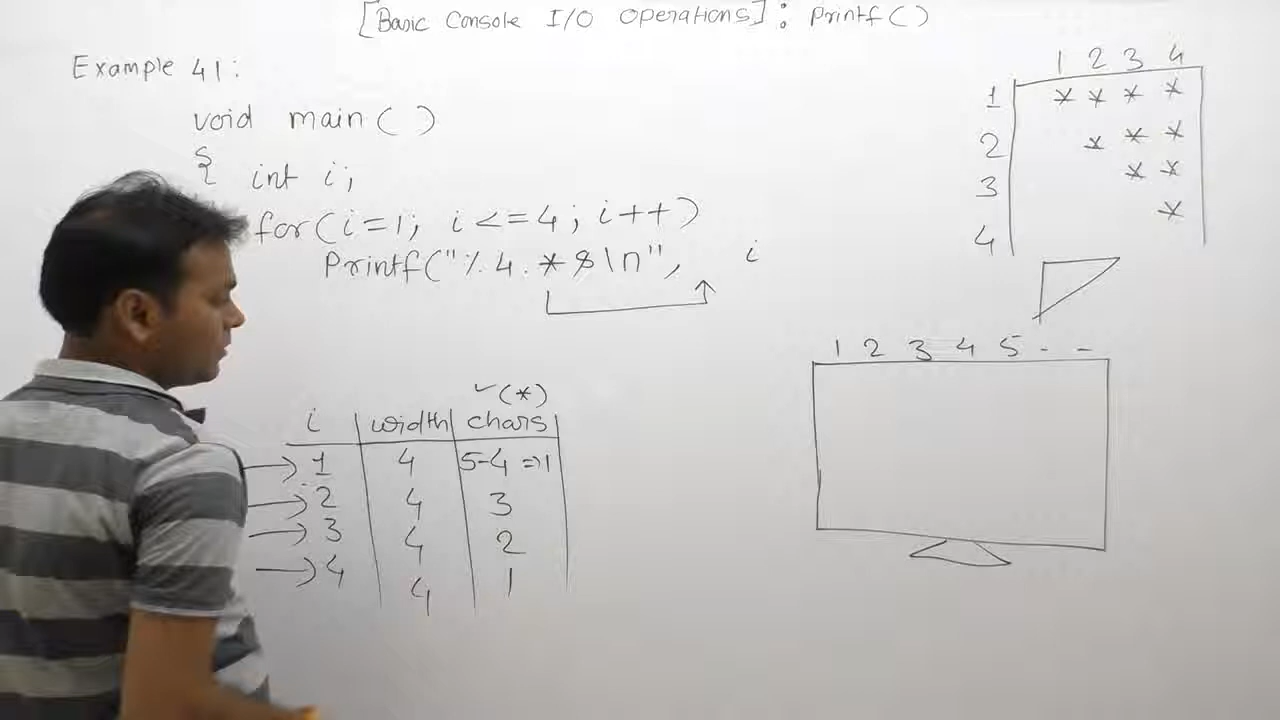 [Basic Console I/O Operations] : Printf()
Example 41:
void main()
{ int i;
for(i=1; i<=4; i++)
Printf("%4.*s\n", i
1 2 3 4
1 * * * *
2 * * *
3 * *
4 *
1 2 3 4 5 - -
✓(*)
i width chars
→ 1 4 5-4 =>1
→ 2 4 3
→ 3 4 2
→ 4 4 1